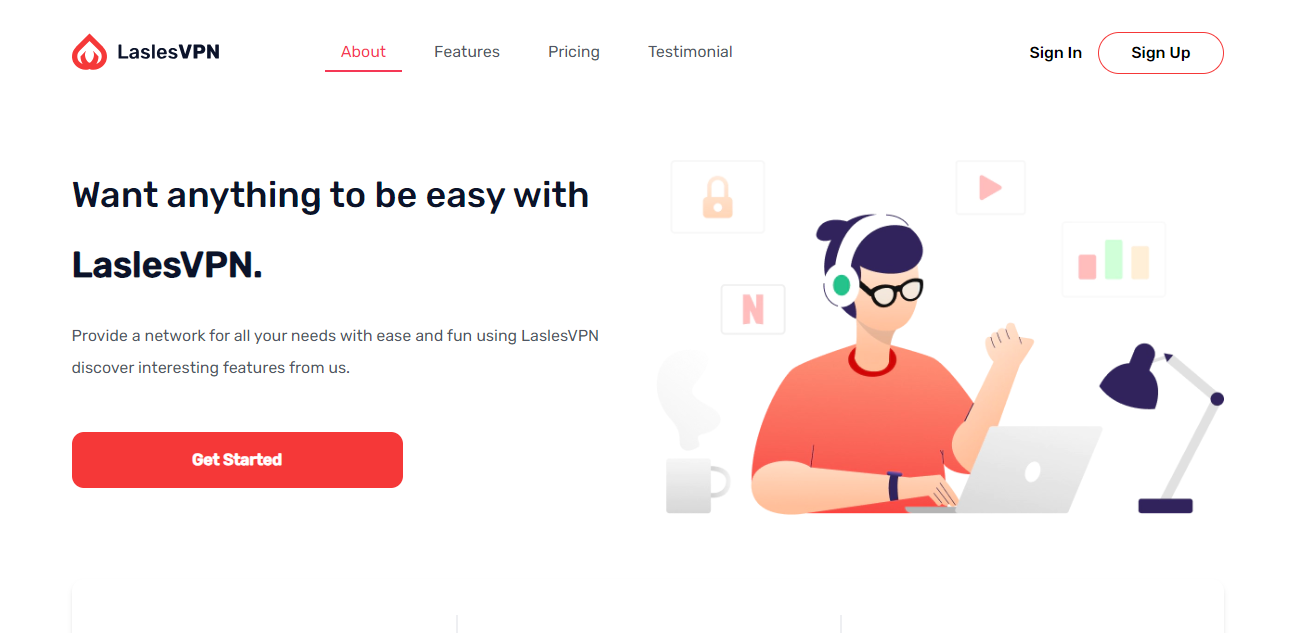 LaslesVPN
About
Features
Pricing
Testimonial
Sign In
Sign Up
Want anything to be easy with
LaslesVPN.
Provide a network for all your needs with ease and fun using LaslesVPN
discover interesting features from us.
Get Started
N